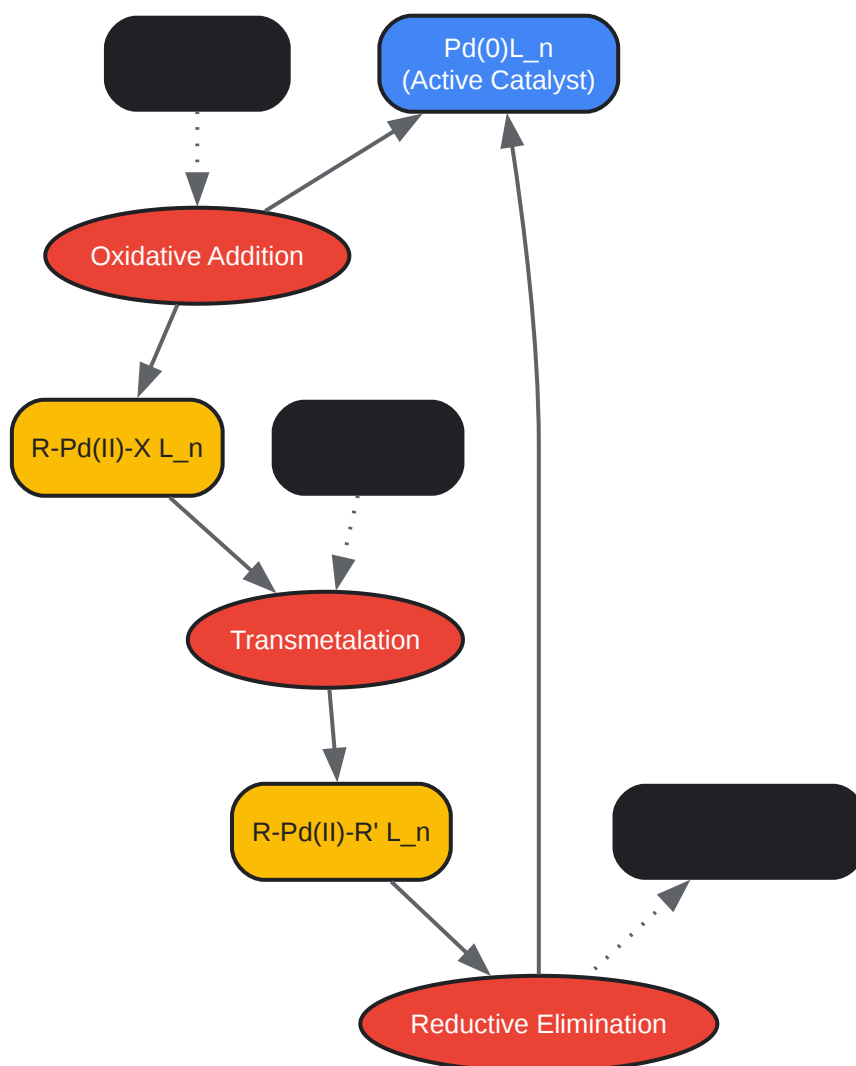 Pd(0)L_n
(Active Catalyst)
Oxidative Addition
R-Pd(II)-X L_n
Transmetalation
R-Pd(II)-R' L_n
Reductive Elimination